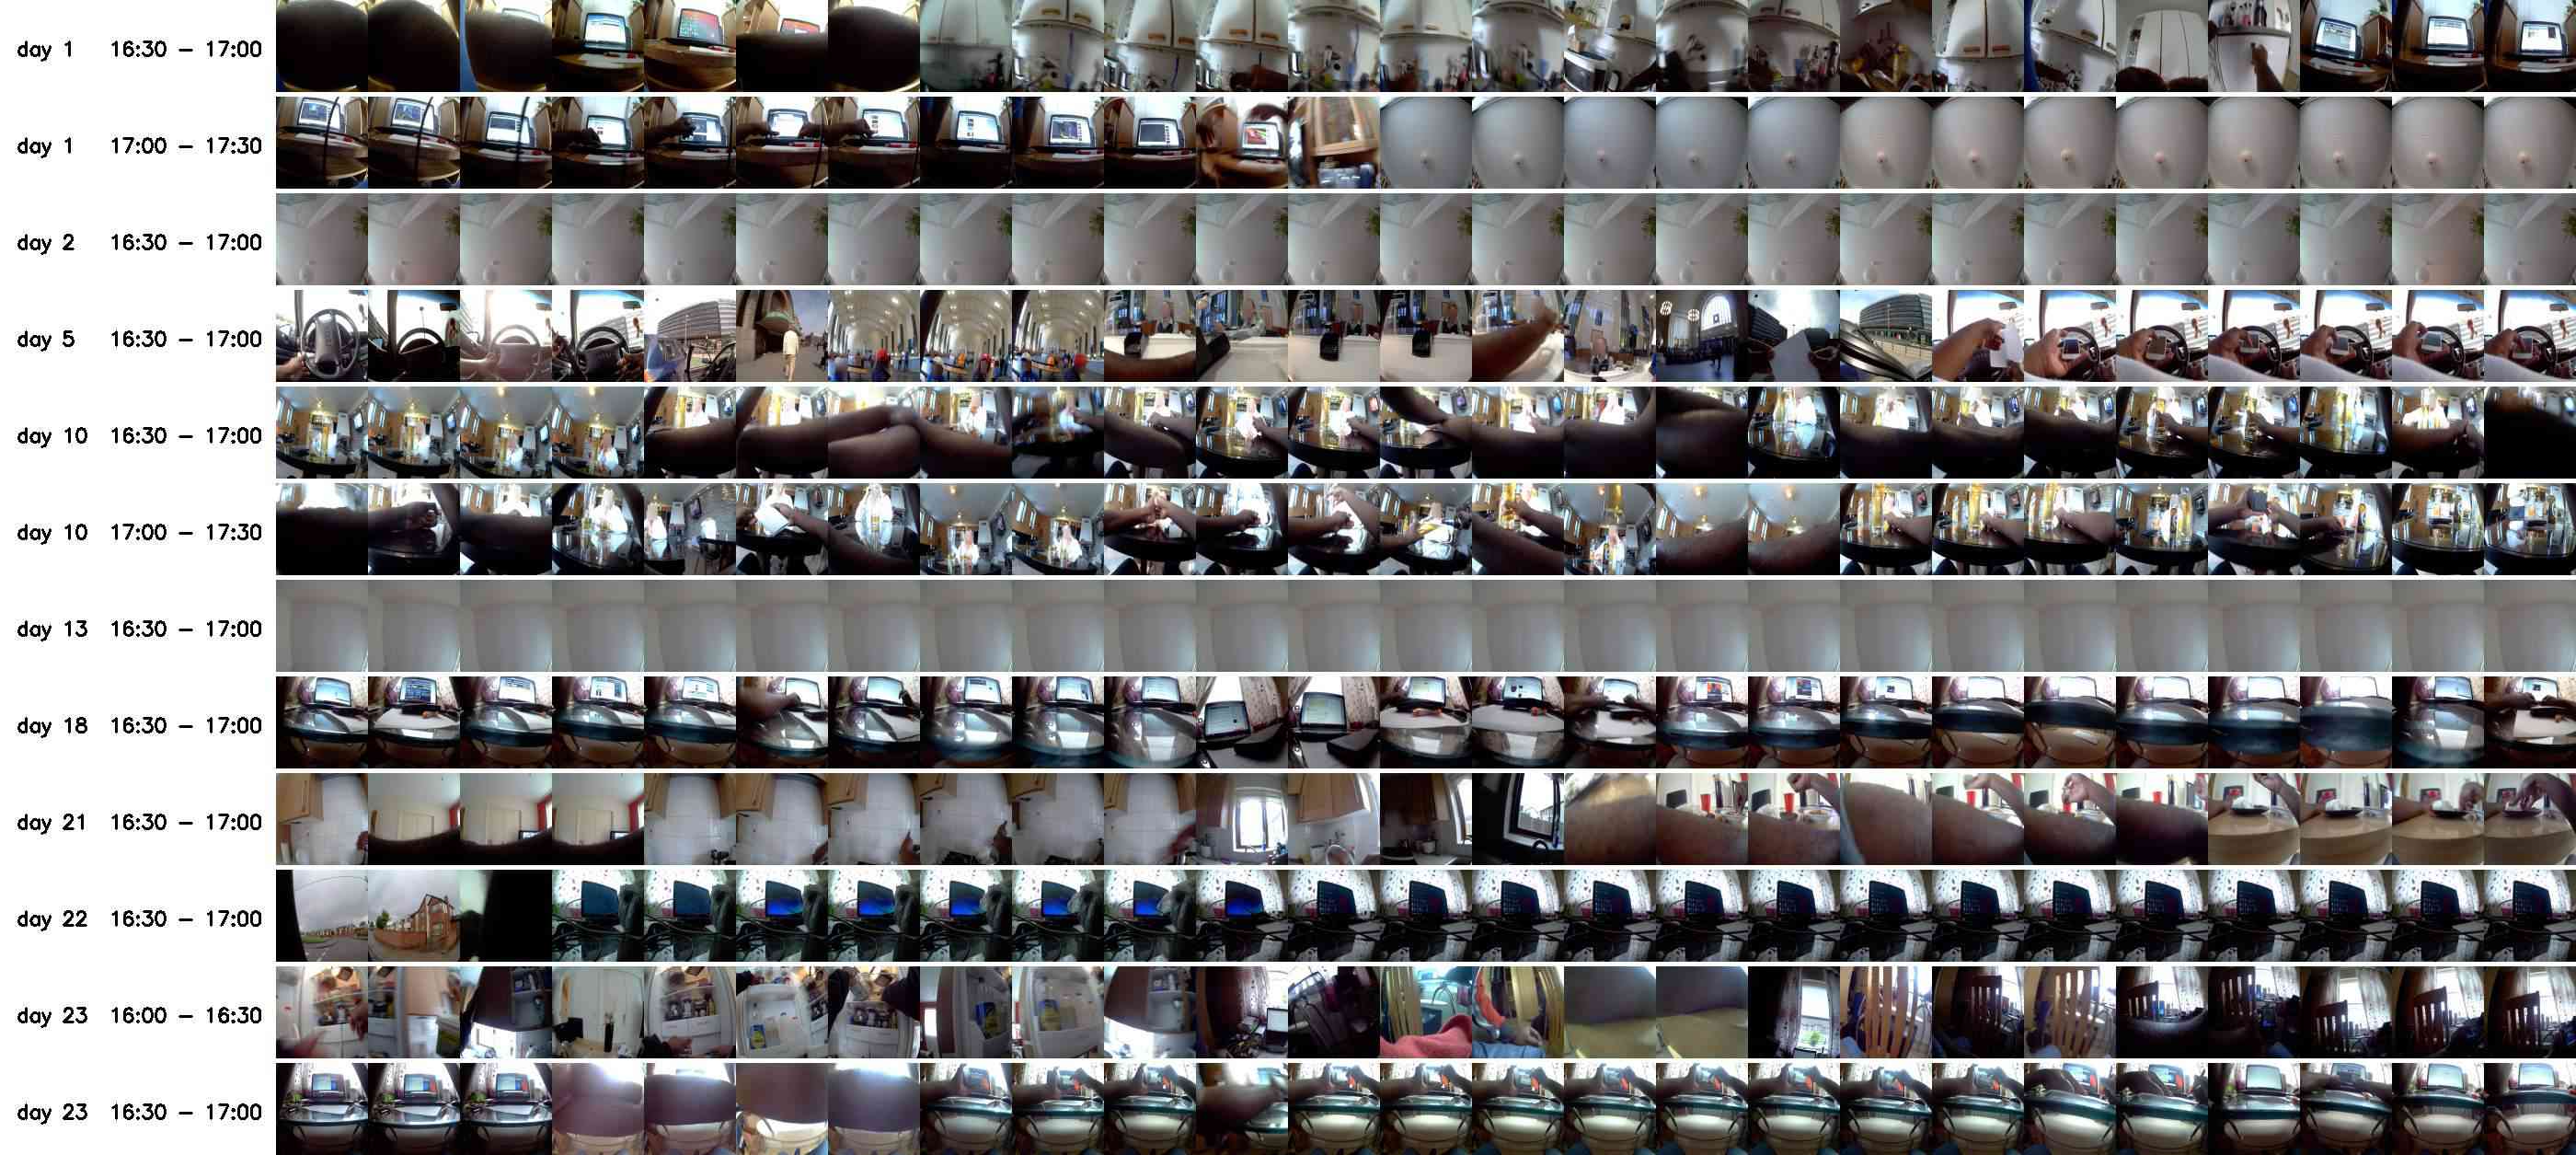 day 1 16:30 – 17:00
day 1 17:00 – 17:30
day 2 16:30 – 17:00
day 5 16:30 – 17:00
day 10 16:30 – 17:00
day 10 17:00 – 17:30
day 13 16:30 – 17:00
day 18 16:30 – 17:00
day 21 16:30 – 17:00
day 22 16:30 – 17:00
day 23 16:00 – 16:30
day 23 16:30 – 17:00